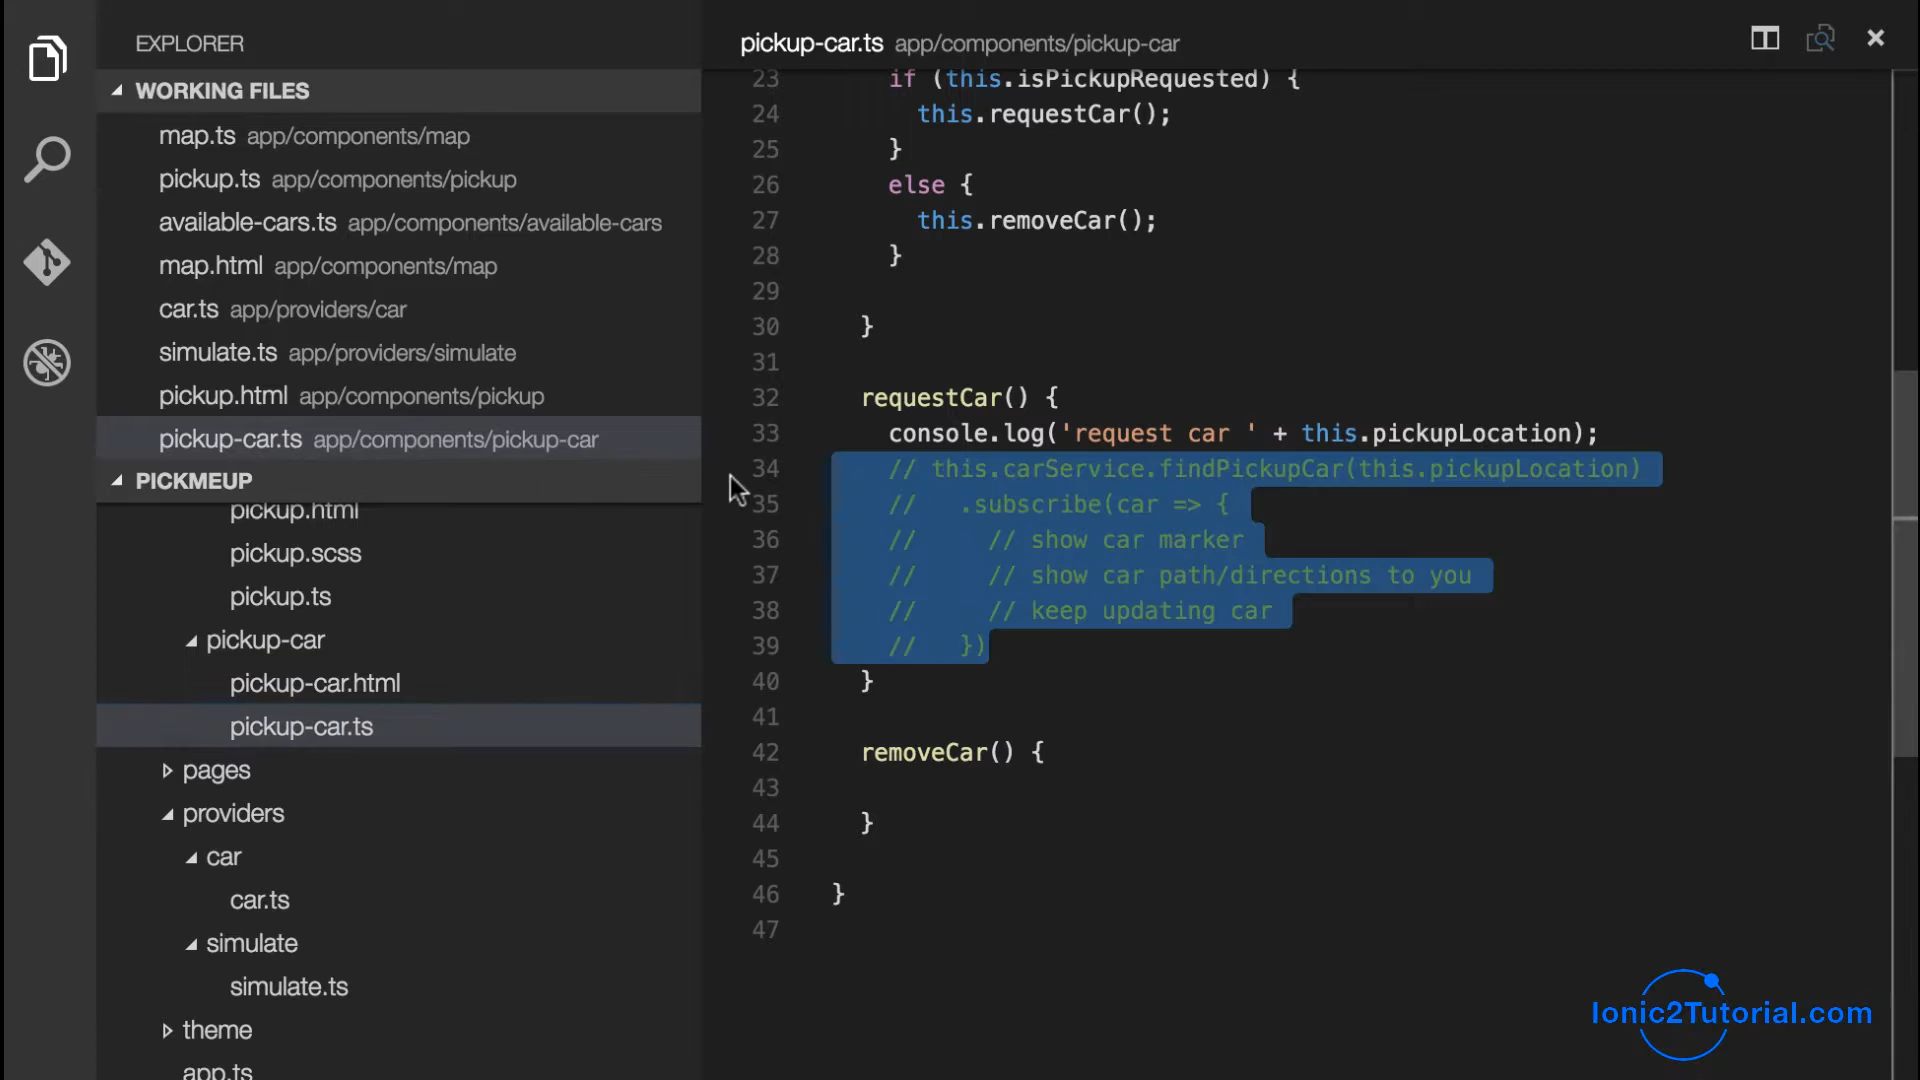 EXPLORER
WORKING FILES
map.ts app/components/map
pickup.ts app/components/pickup
available-cars.ts app/components/available-cars
map.html app/components/map
car.ts app/providers/car
simulate.ts app/providers/simulate
pickup.html app/components/pickup
pickup-car.ts app/components/pickup-car
PICKMEUP
pickup.html
pickup.scss
pickup.ts
pickup-car
pickup-car.html
pickup-car.ts
pages
providers
car
car.ts
simulate
simulate.ts
theme
app.ts
pickup-car.ts app/components/pickup-car
23 if (this.isPickupRequested) {
24 this.requestCar();
25 }
26 else {
27 this.removeCar();
28 }
29
30 }
31
32 requestCar() {
33 console.log('request car ' + this.pickupLocation);
34 // this.carService.findPickupCar(this.pickupLocation)
35 // .subscribe(car => {
36 // // show car marker
37 // // show car path/directions to you
38 // // keep updating car
39 // })
40 }
41
42 removeCar() {
43
44 }
45
46 }
47
Ionic2Tutorial.com